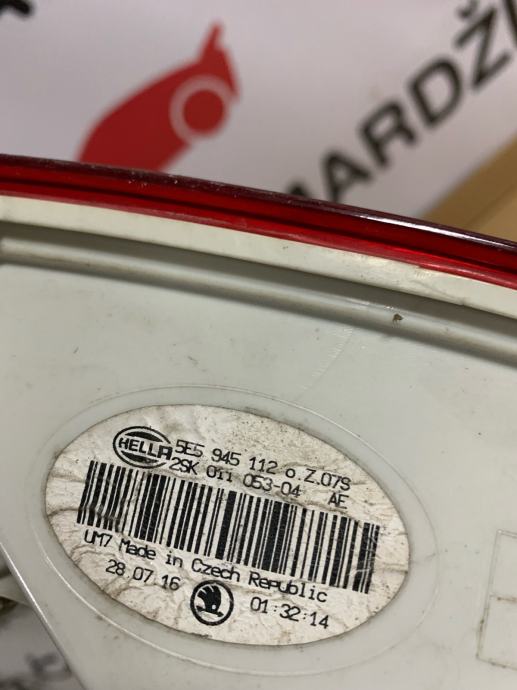 MARDŽ
HELLA
5E5 945 112 o.Z.07S
2SK 011 053-04 AE
UM7 Made in Czech Republic
28.07.16 01:32:14